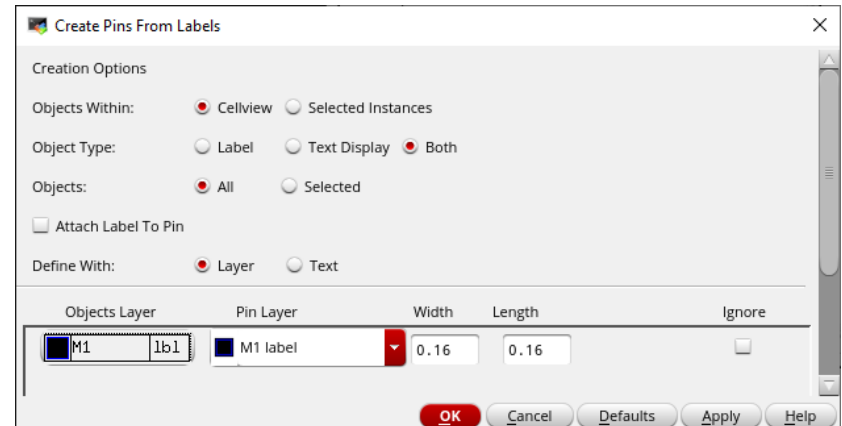 Create Pins From Labels
Creation Options
Objects Within: Cellview Selected Instances
Object Type: Label Text Display Both
Objects: All Selected
Attach Label To Pin
Define With: Layer Text
Objects Layer Pin Layer Width Length Ignore
M1 lbl M1 label 0.16 0.16
OK Cancel Defaults Apply Help